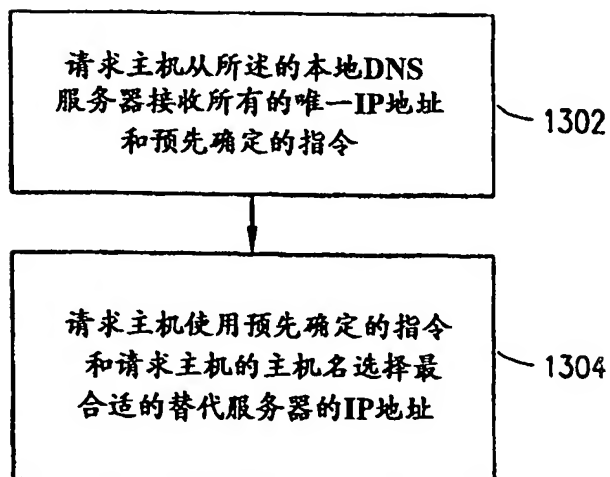 请求主机从所述的本地DNS
服务器接收所有的唯一IP地址
和预先确定的指令
1302
请求主机使用预先确定的指令
和请求主机的主机名选择最
合适的替代服务器的IP地址
1304